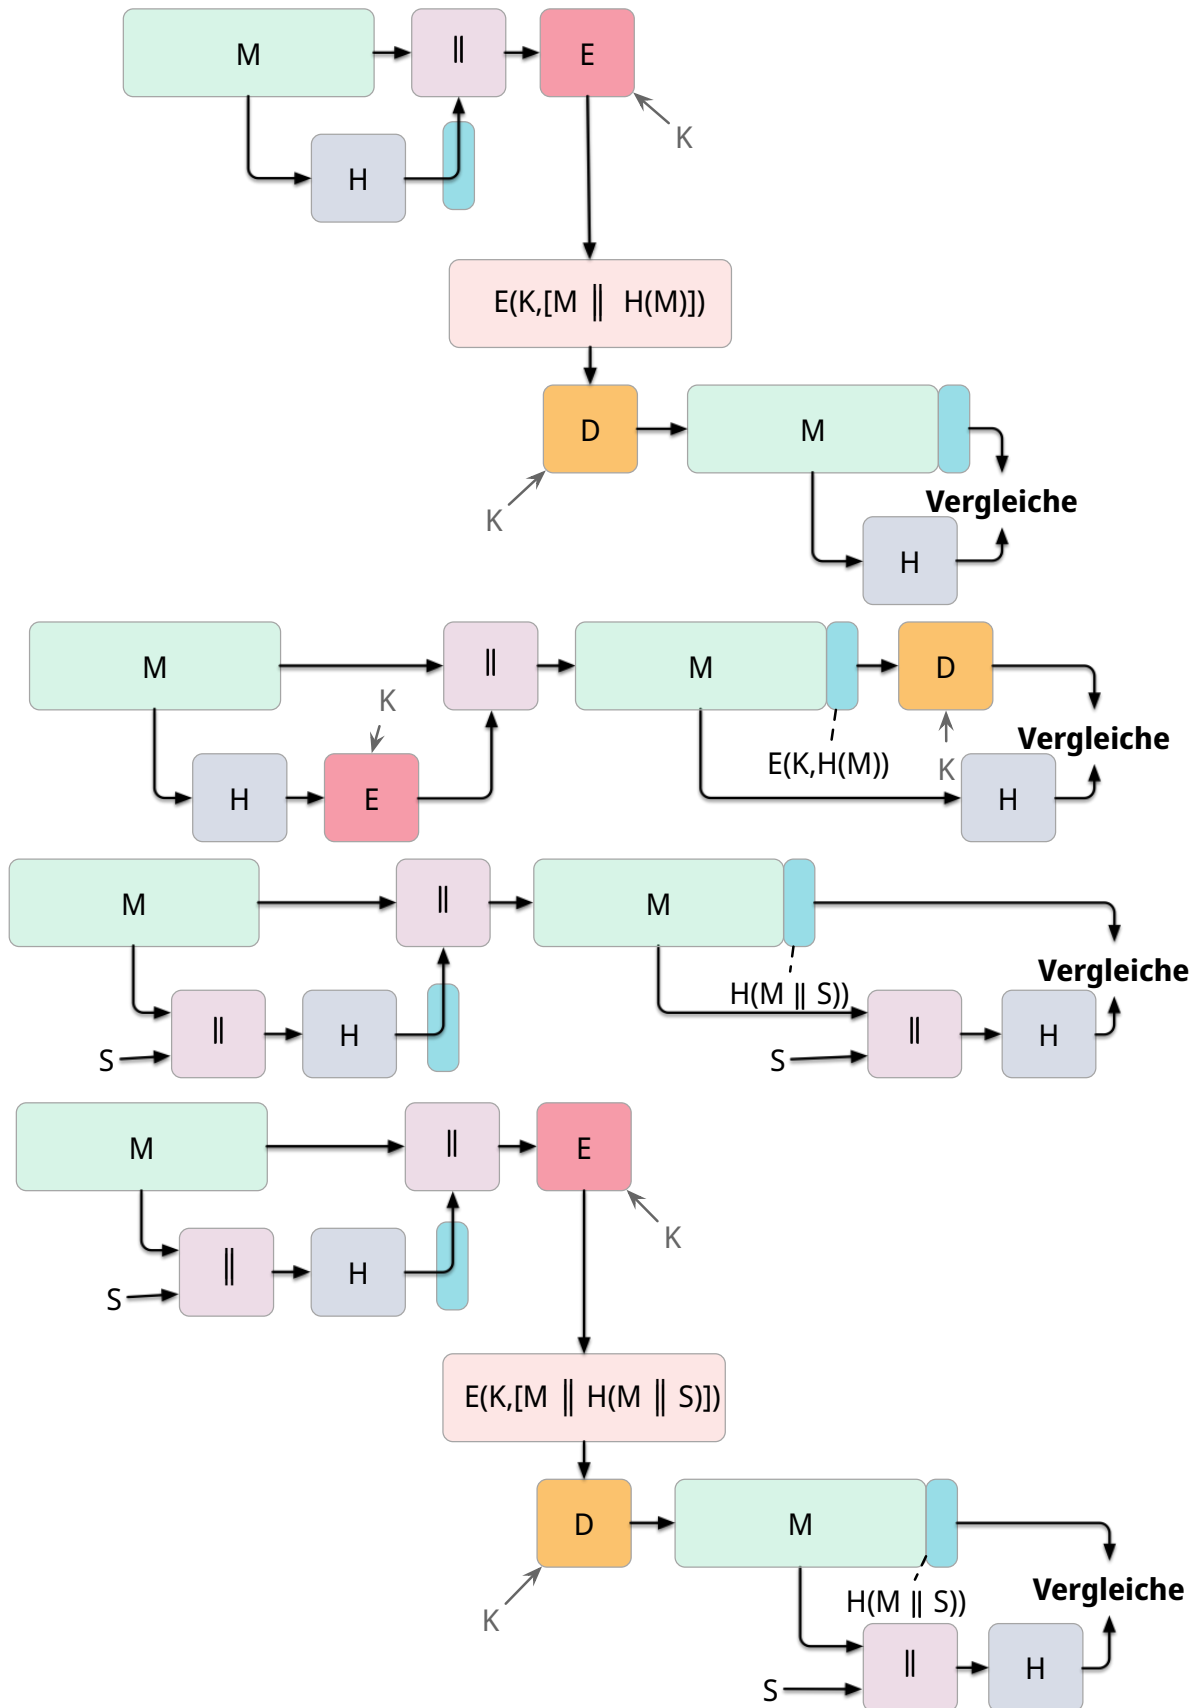 M ‖ E
K
H
E(K,[M ‖ H(M)])
D M
K
Vergleiche
H
M ‖ M D
K
Vergleiche
E(K,H(M))
K
H E H
M ‖ M
Vergleiche
H(M ‖ S))
‖ H ‖ H
S S
M ‖ E
K
‖ H
S
E(K,[M ‖ H(M ‖ S)])
D M
Vergleiche
H(M ‖ S))
K
‖ H
S